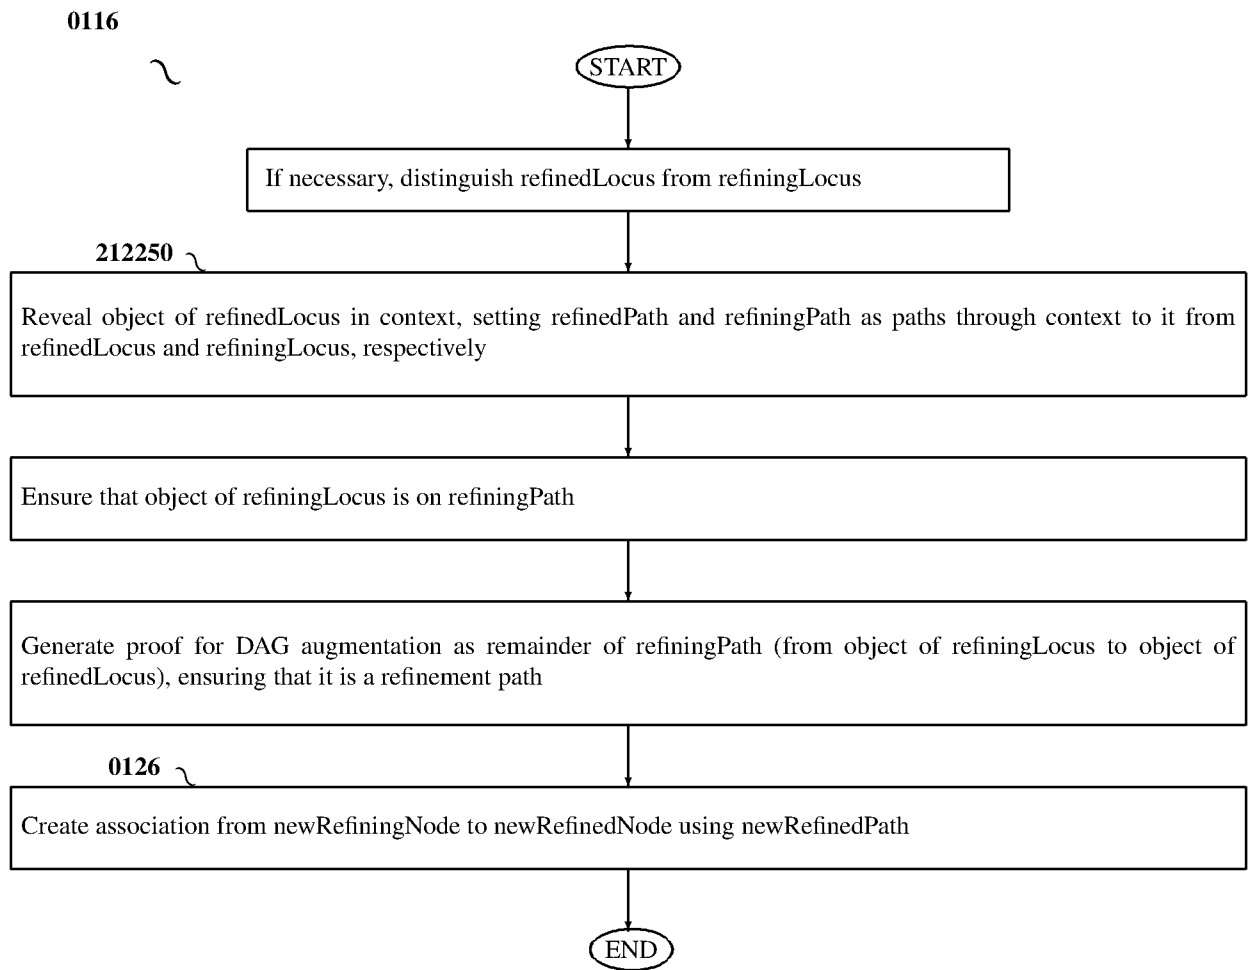 0116
START
If necessary, distinguish refinedLocus from refiningLocus
212250
Reveal object of refinedLocus in context, setting refinedPath and refiningPath as paths through context to it from
refinedLocus and refiningLocus, respectively
Ensure that object of refiningLocus is on refiningPath
Generate proof for DAG augmentation as remainder of refiningPath (from object of refiningLocus to object of
refinedLocus), ensuring that it is a refinement path
0126
Create association from newRefiningNode to newRefinedNode using newRefinedPath
END